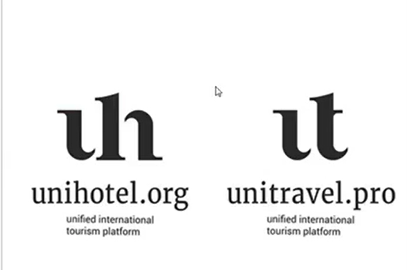 uh
unihotel.org
unified international
tourism platform
ut
unitravel.pro
unified international
tourism platform